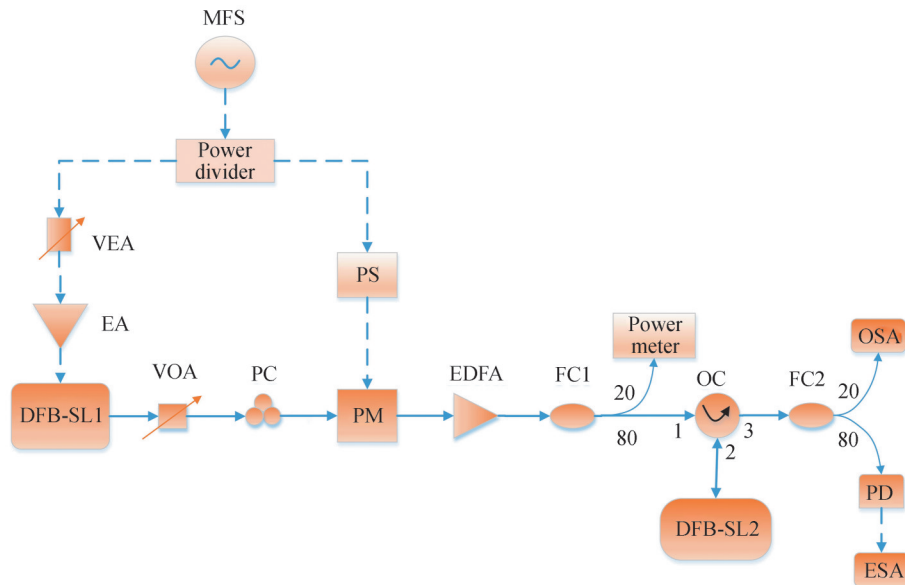 MFS
Power
divider
VEA
PS
EA
Power
meter
OSA
VOA
PC
EDFA
FC1
OC
FC2
20
20
DFB-SL1
PM
80
1
3
2
80
DFB-SL2
PD
ESA